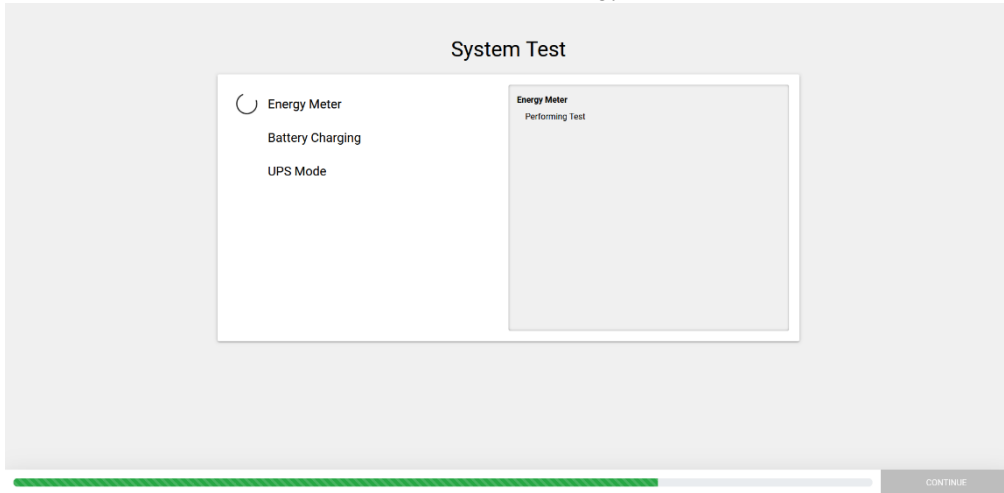 System Test
Energy Meter
Battery Charging
UPS Mode
Energy Meter
Performing Test
CONTINUE